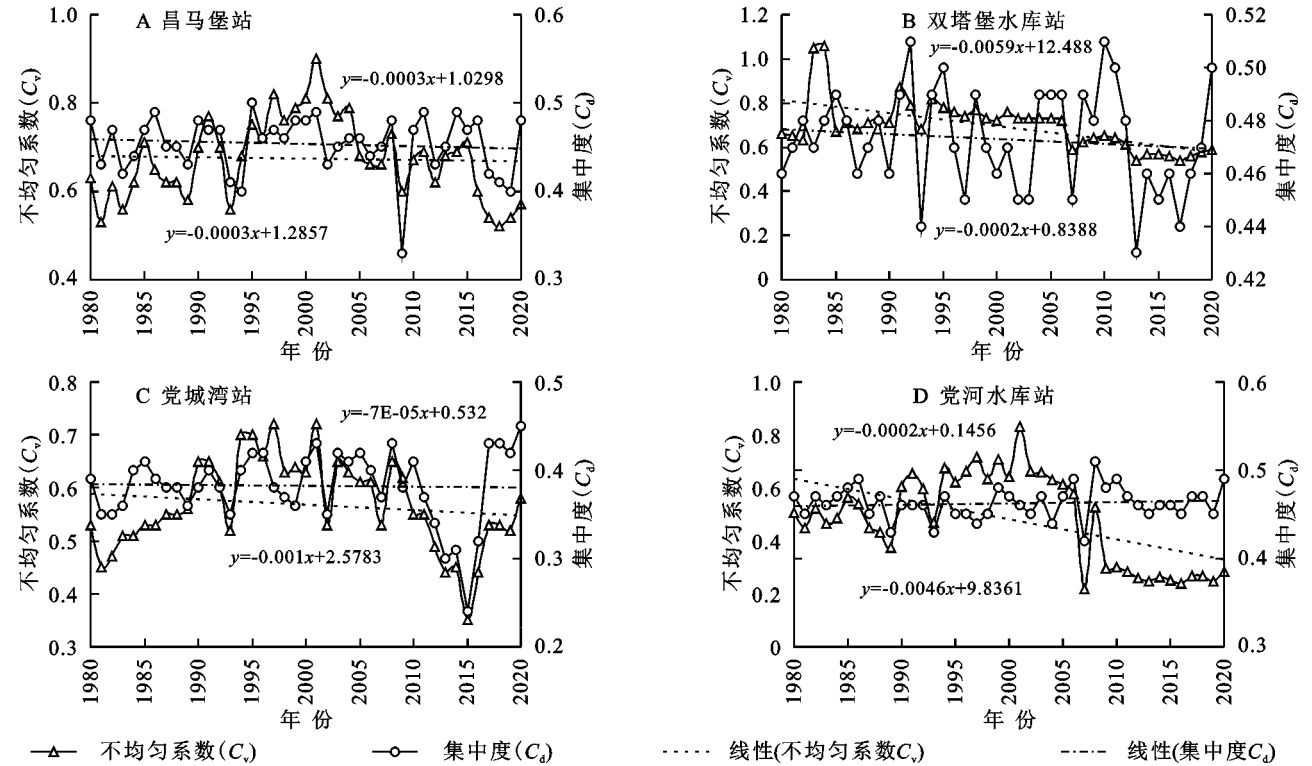 A 昌马堡站
y=-0.0003x+1.0298
y=-0.0003x+1.2857
不均匀系数(Cv)
1.0
0.8
0.6
0.4
集中度(Cd)
0.6
0.5
0.4
0.3
1980
1985
1990
1995
2000
2005
2010
2015
2020
年 份
B 双塔堡水库站
y=-0.0059x+12.488
y=-0.0002x+0.8388
不均匀系数(Cv)
1.2
1.0
0.8
0.6
0.4
0.2
0
集中度(Cd)
0.52
0.50
0.48
0.46
0.44
0.42
1980
1985
1990
1995
2000
2005
2010
2015
2020
年 份
C 党城湾站
y=-7E-05x+0.532
y=-0.001x+2.5783
不均匀系数(Cv)
0.8
0.7
0.6
0.5
0.4
0.3
集中度(Cd)
0.5
0.4
0.3
0.2
1980
1985
1990
1995
2000
2005
2010
2015
2020
年 份
D 党河水库站
y=-0.0002x+0.1456
y=-0.0046x+9.8361
不均匀系数(Cv)
1.0
0.8
0.6
0.4
0.2
0
集中度(Cd)
0.6
0.5
0.4
0.3
1980
1985
1990
1995
2000
2005
2010
2015
2020
年 份
不均匀系数(Cv)
集中度(Cd)
线性(不均匀系数Cv)
线性(集中度Cd)